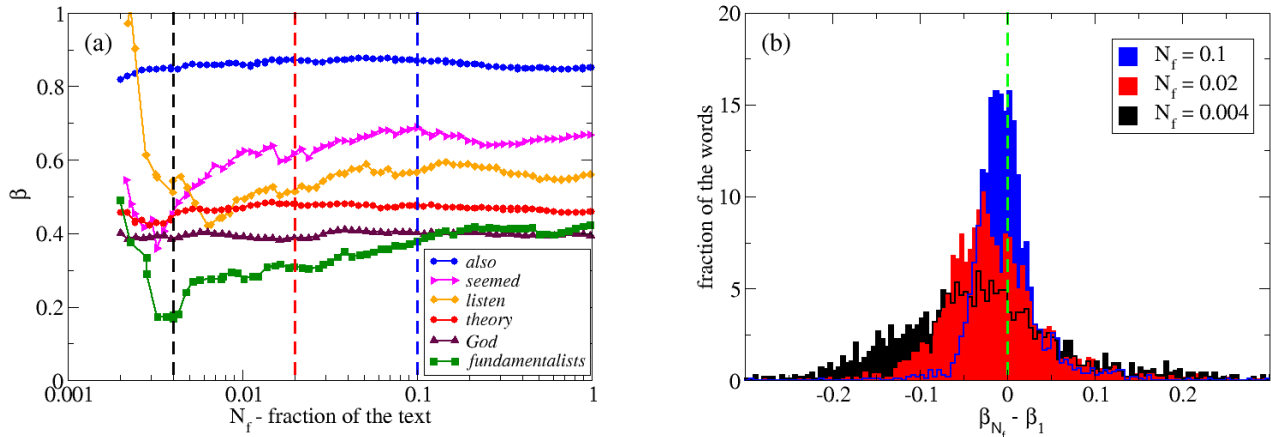 (a)
1
0.8
0.6
0.4
0.2
0
β
0.001
0.01
0.1
1
N_f - fraction of the text
also
seemed
listen
theory
God
fundamentalists
(b)
20
15
10
5
0
fraction of the words
N_f = 0.1
N_f = 0.02
N_f = 0.004
-0.2
-0.1
0
0.1
0.2
β_{N_f} - β_1